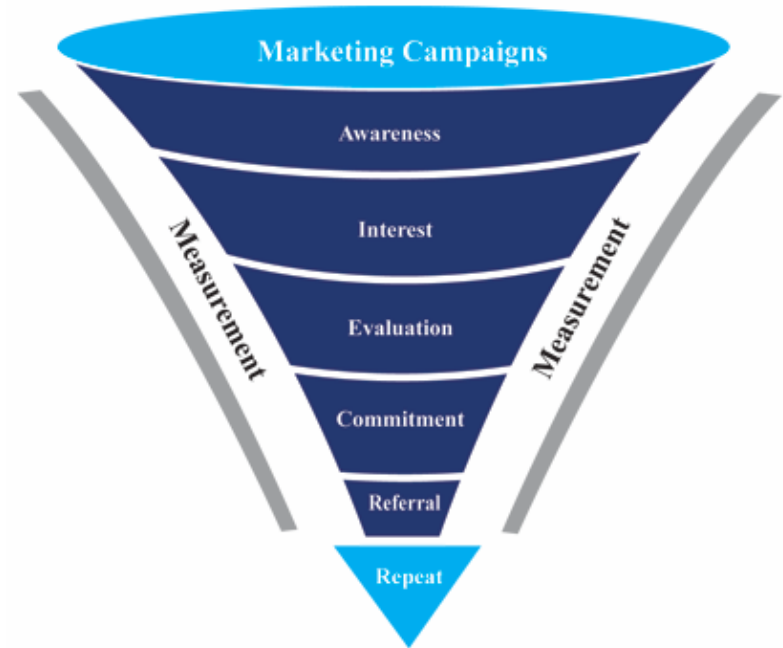 Marketing Campaigns
Awareness
Interest
Measurement
Measurement
Evaluation
Commitment
Referral
Repeat